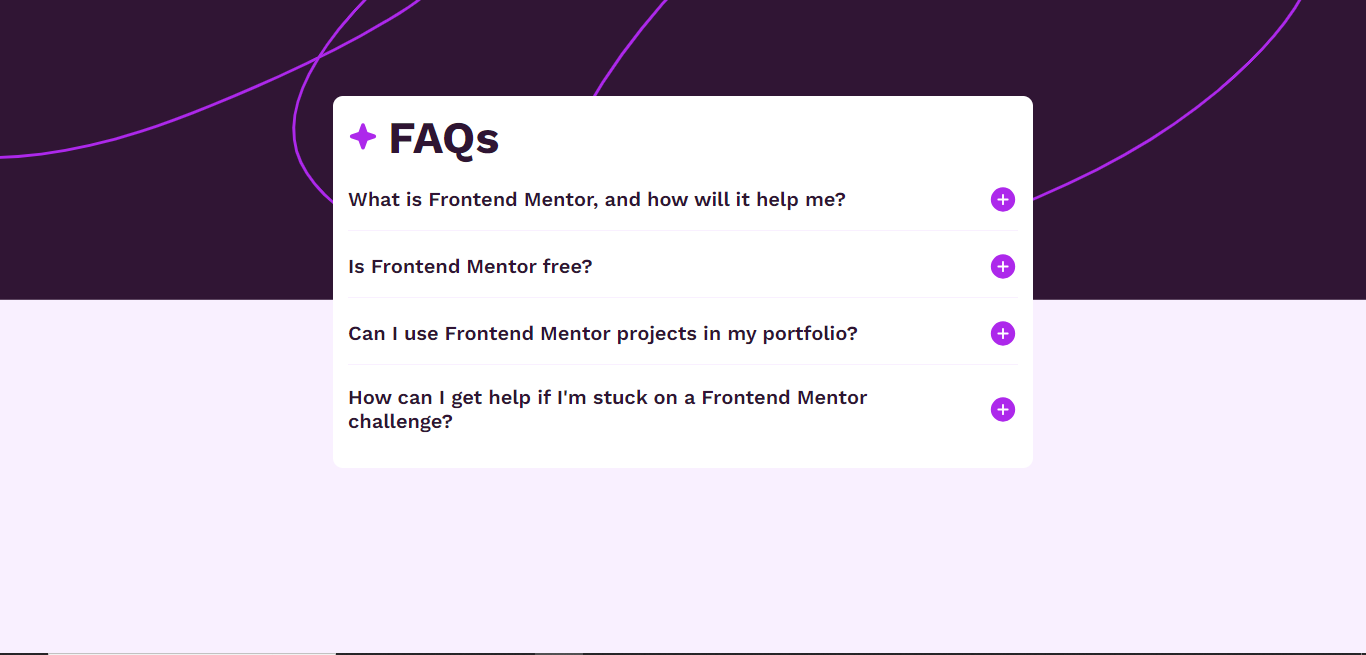 FAQs
What is Frontend Mentor, and how will it help me?
Is Frontend Mentor free?
Can I use Frontend Mentor projects in my portfolio?
How can I get help if I'm stuck on a Frontend Mentor
challenge?